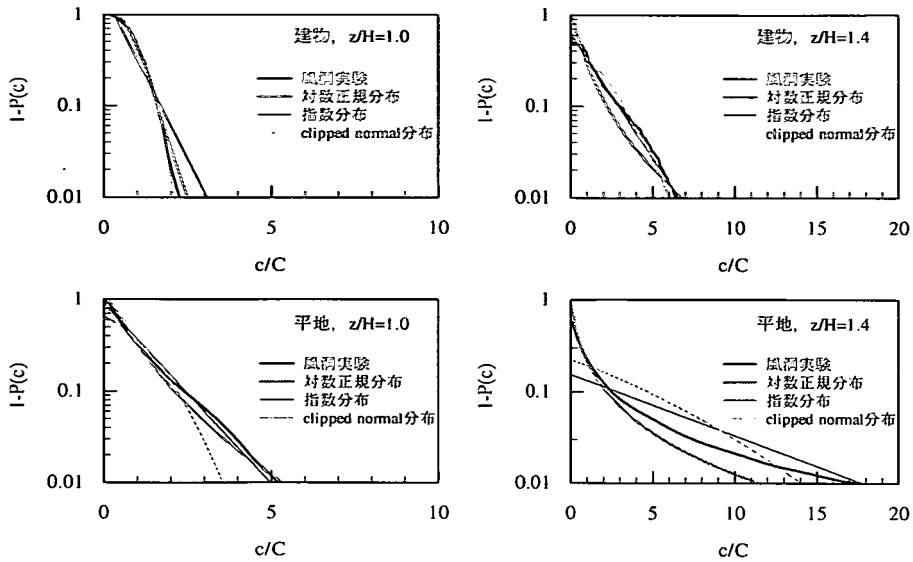 建物, z/H=1.0
風洞実験
対数正規分布
指数分布
clipped normal分布
1-P(c)
1
0.1
0.01
0
5
10
c/C
建物, z/H=1.4
風洞実験
対数正規分布
指数分布
clipped normal分布
1-P(c)
1
0.1
0.01
0
5
10
15
20
c/C
平地, z/H=1.0
風洞実験
対数正規分布
指数分布
clipped normal分布
1-P(c)
1
0.1
0.01
0
5
10
c/C
平地, z/H=1.4
風洞実験
対数正規分布
指数分布
clipped normal分布
1-P(c)
1
0.1
0.01
0
5
10
15
20
c/C